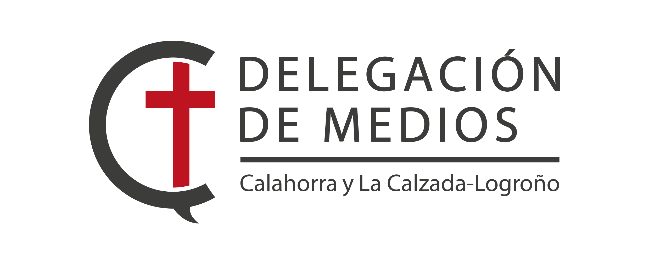 DELEGACIÓN
DE MEDIOS
Calahorra y La Calzada-Logroño